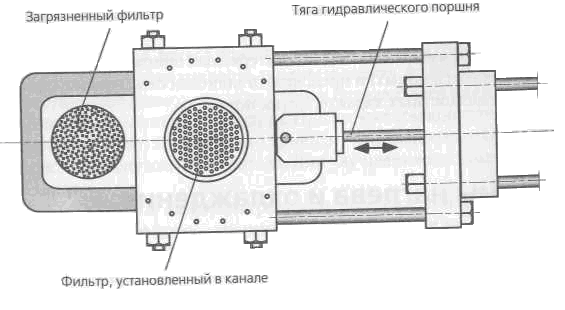 Загрязненный фильтр
Тяга гидравлического поршня
Фильтр, установленный в канале